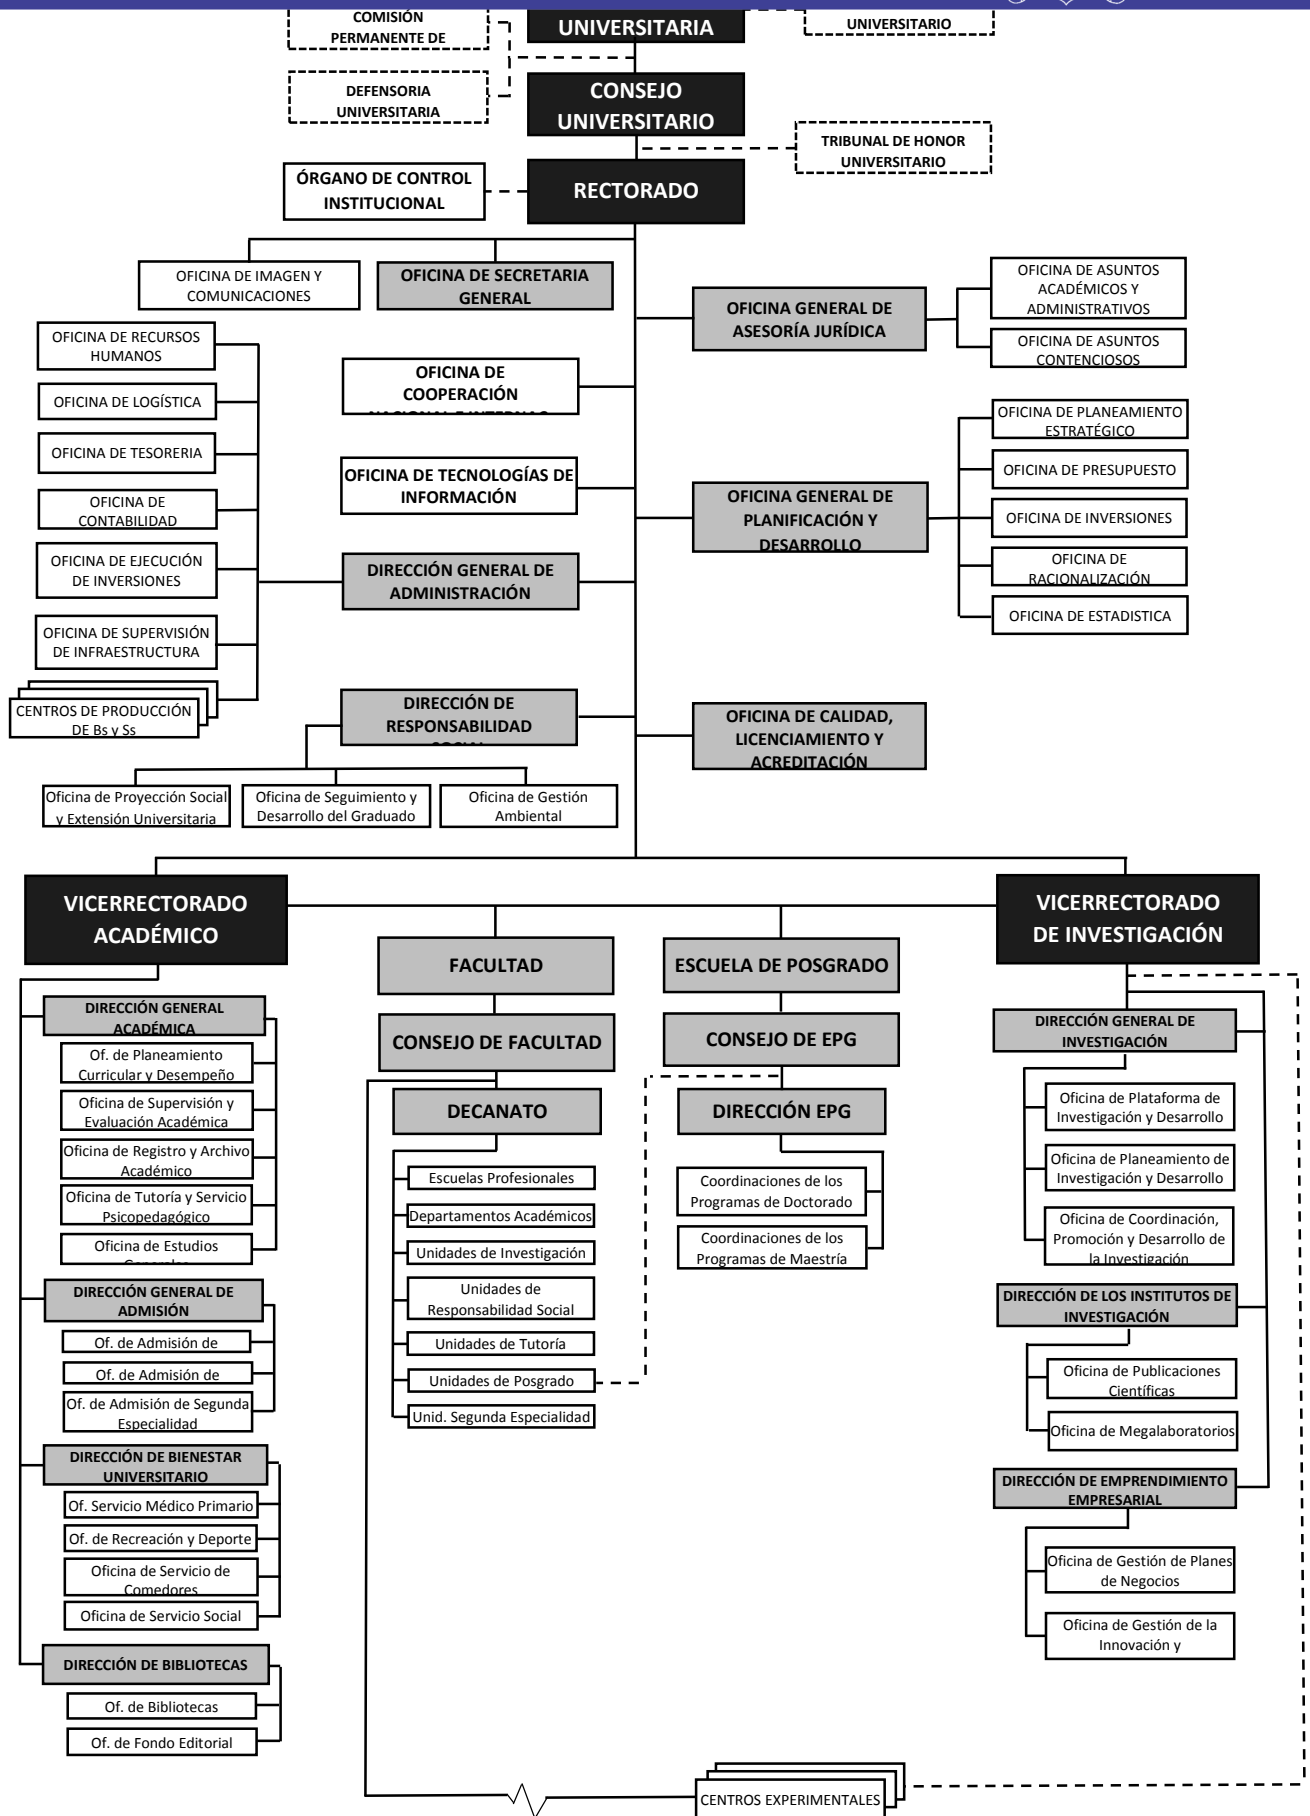 COMISIÓN
PERMANENTE DE
UNIVERSITARIA
UNIVERSITARIO
DEFENSORIA
UNIVERSITARIA
CONSEJO
UNIVERSITARIO
TRIBUNAL DE HONOR
UNIVERSITARIO
ÓRGANO DE CONTROL
INSTITUCIONAL
RECTORADO
OFICINA DE IMAGEN Y
COMUNICACIONES
OFICINA DE SECRETARIA
GENERAL
OFICINA GENERAL DE
ASESORÍA JURÍDICA
OFICINA DE ASUNTOS
ACADÉMICOS Y
ADMINISTRATIVOS
OFICINA DE ASUNTOS
CONTENCIOSOS
OFICINA DE RECURSOS
HUMANOS
OFICINA DE LOGÍSTICA
OFICINA DE TESORERIA
OFICINA DE
CONTABILIDAD
OFICINA DE EJECUCIÓN
DE INVERSIONES
OFICINA DE SUPERVISIÓN
DE INFRAESTRUCTURA
CENTROS DE PRODUCCIÓN
DE Bs y Ss
OFICINA DE
COOPERACIÓN
NACIONAL E INTERNAC
OFICINA DE TECNOLOGÍAS DE
INFORMACIÓN
DIRECCIÓN GENERAL DE
ADMINISTRACIÓN
OFICINA GENERAL DE
PLANIFICACIÓN Y
DESARROLLO
OFICINA DE PLANEAMIENTO
ESTRATÉGICO
OFICINA DE PRESUPUESTO
OFICINA DE INVERSIONES
OFICINA DE
RACIONALIZACIÓN
OFICINA DE ESTADISTICA
DIRECCIÓN DE
RESPONSABILIDAD
SOCIAL
OFICINA DE CALIDAD,
LICENCIAMIENTO Y
ACREDITACIÓN
Oficina de Proyección Social
y Extensión Universitaria
Oficina de Seguimiento y
Desarrollo del Graduado
Oficina de Gestión
Ambiental
VICERRECTORADO
ACADÉMICO
VICERRECTORADO
DE INVESTIGACIÓN
FACULTAD
ESCUELA DE POSGRADO
CONSEJO DE FACULTAD
CONSEJO DE EPG
DECANATO
DIRECCIÓN EPG
DIRECCIÓN GENERAL
ACADÉMICA
Of. de Planeamiento
Curricular y Desempeño
Oficina de Supervisión y
Evaluación Académica
Oficina de Registro y Archivo
Académico
Oficina de Tutoría y Servicio
Psicopedagógico
Oficina de Estudios
Generales
DIRECCIÓN GENERAL DE
ADMISIÓN
Of. de Admisión de
Of. de Admisión de
Of. de Admisión de Segunda
Especialidad
DIRECCIÓN DE BIENESTAR
UNIVERSITARIO
Of. Servicio Médico Primario
Of. de Recreación y Deporte
Oficina de Servicio de
Comedores
Oficina de Servicio Social
DIRECCIÓN DE BIBLIOTECAS
Of. de Bibliotecas
Of. de Fondo Editorial
Escuelas Profesionales
Departamentos Académicos
Unidades de Investigación
Unidades de
Responsabilidad Social
Unidades de Tutoría
Unidades de Posgrado
Unid. Segunda Especialidad
Coordinaciones de los
Programas de Doctorado
Coordinaciones de los
Programas de Maestría
DIRECCIÓN GENERAL DE
INVESTIGACIÓN
Oficina de Plataforma de
Investigación y Desarrollo
Oficina de Planeamiento de
Investigación y Desarrollo
Oficina de Coordinación,
Promoción y Desarrollo de
la Investigación
DIRECCIÓN DE LOS INSTITUTOS DE
INVESTIGACIÓN
Oficina de Publicaciones
Científicas
Oficina de Megalaboratorios
DIRECCIÓN DE EMPRENDIMIENTO
EMPRESARIAL
Oficina de Gestión de Planes
de Negocios
Oficina de Gestión de la
Innovación y
CENTROS EXPERIMENTALES